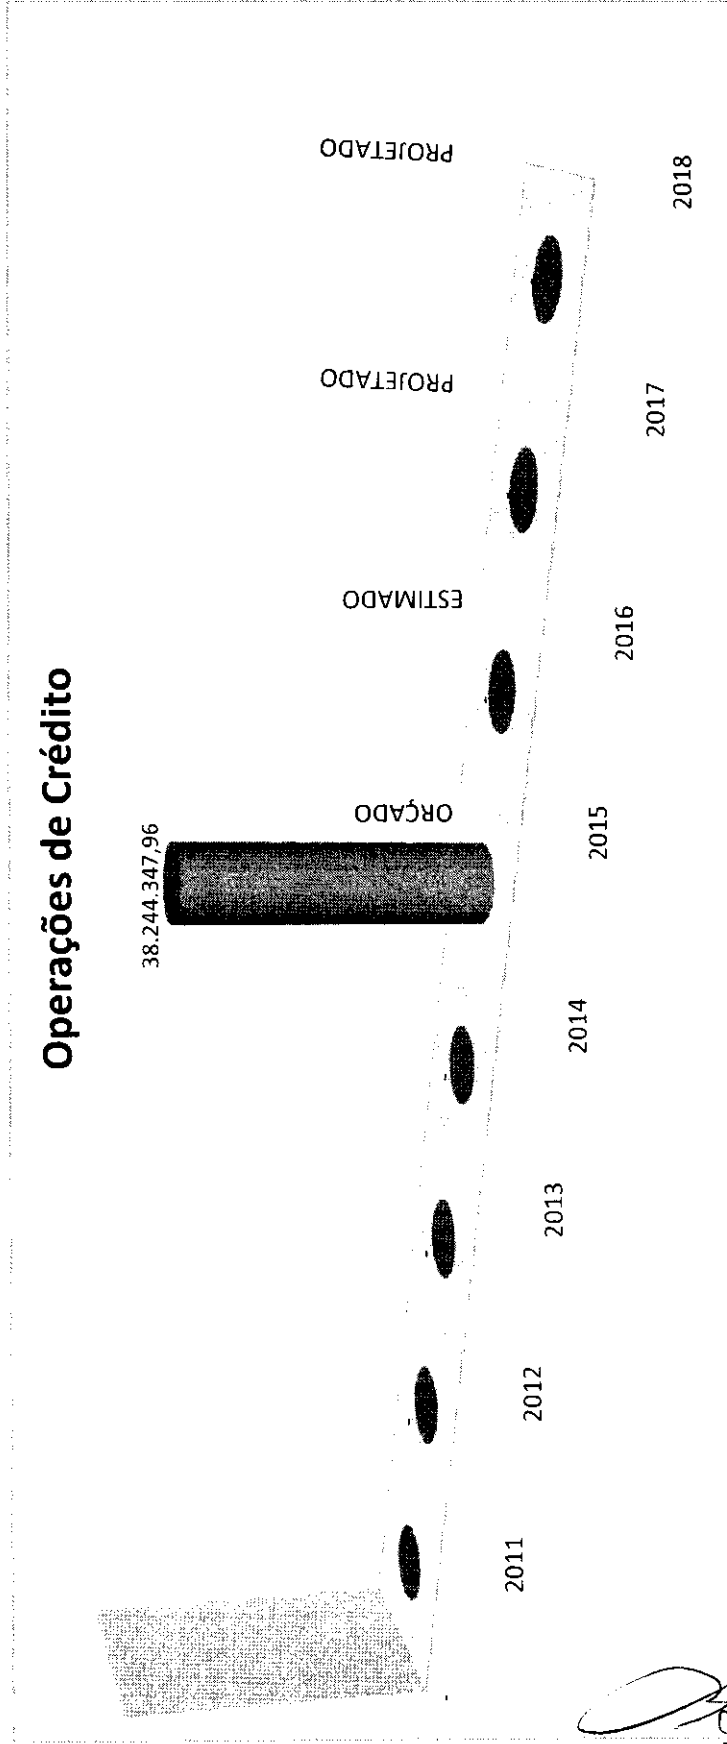 Operações de Crédito
38.244.347,96
ORÇADO
ESTIMADO
PROJETADO
PROJETADO
2011
2012
2013
2014
2015
2016
2017
2018